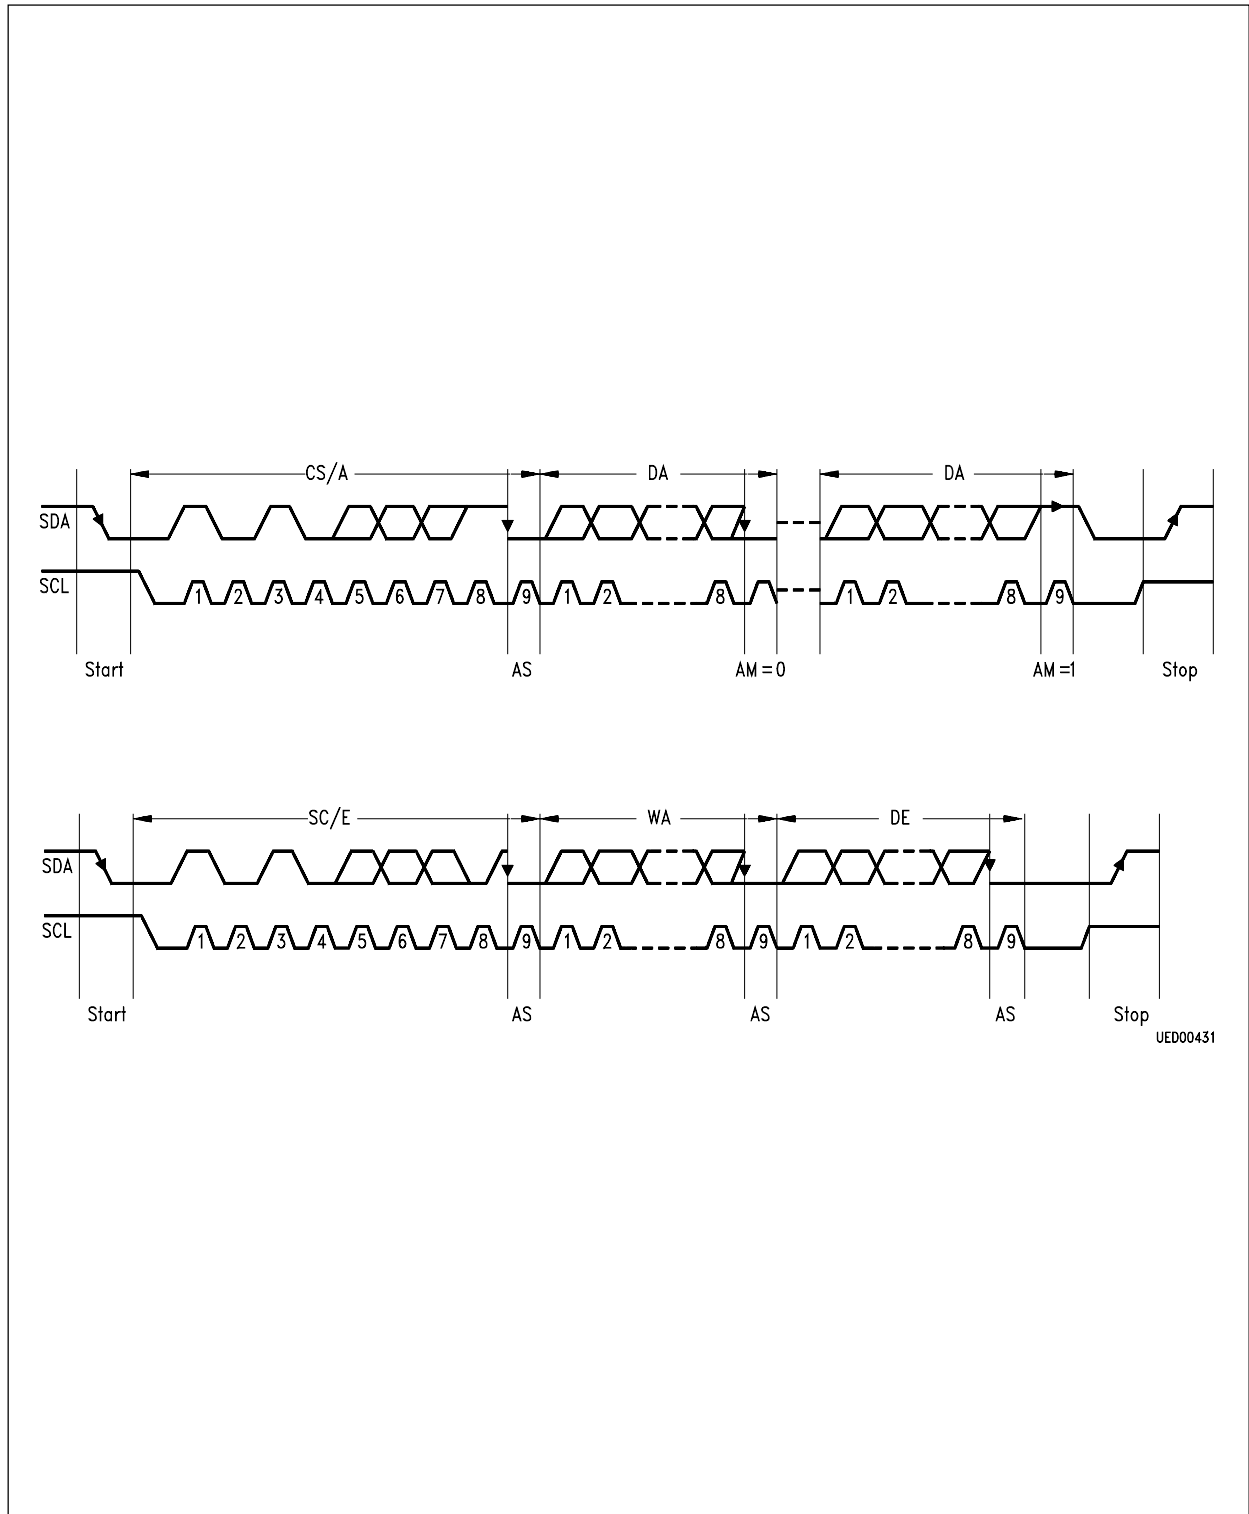 CS/A DA DA
SDA
SCL 1 2 3 4 5 6 7 8 9 1 2 8 1 2 8 9
Start AS AM = 0 AM =1 Stop
SC/E WA DE
SDA
SCL 1 2 3 4 5 6 7 8 9 1 2 8 9 1 2 8 9
Start AS AS AS Stop
UED00431